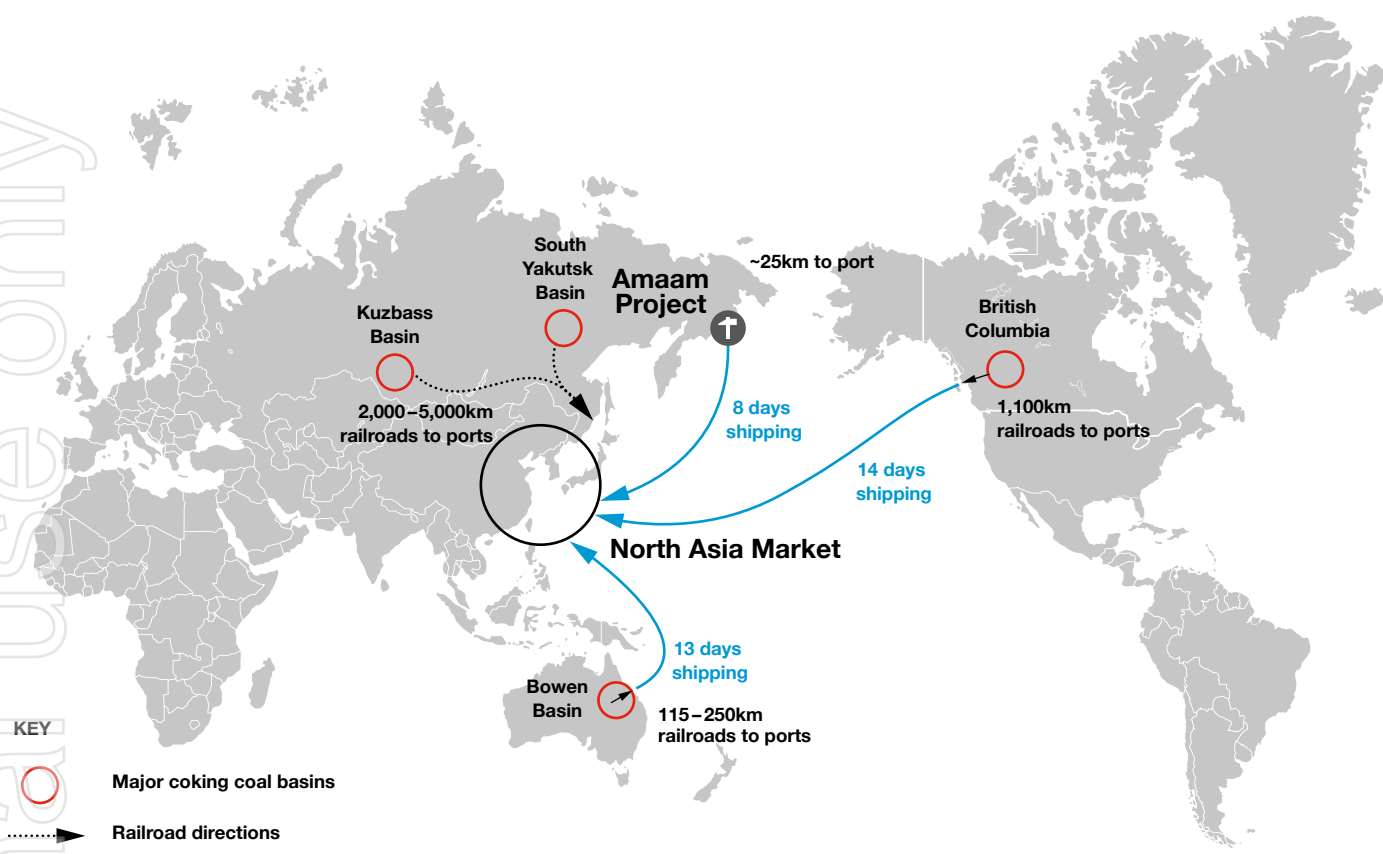 South
Yakutsk
Basin
Amaam
Project
~25km to port
Kuzbass
Basin
British
Columbia
2,000–5,000km
railroads to ports
8 days
shipping
1,100km
railroads to ports
14 days
shipping
North Asia Market
13 days
shipping
Bowen
Basin
115–250km
railroads to ports
KEY
Major coking coal basins
Railroad directions
use only